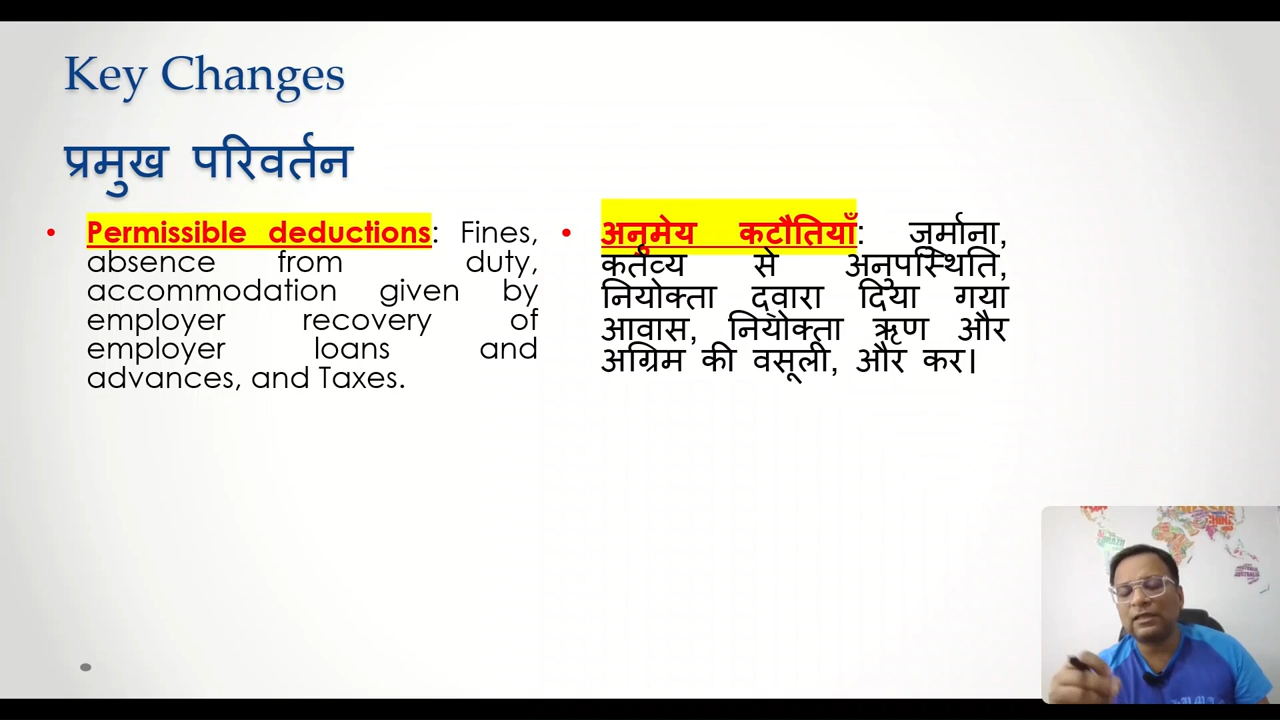 Key Changes
प्रमुख परिवर्तन
• Permissible deductions: Fines,
absence from duty,
accommodation given by
employer recovery of
employer loans and
advances, and Taxes.
• अनुमेय कटौतियाँ: जुर्माना,
कर्तव्य से अनुपस्थिति,
नियोक्ता द्वारा दिया गया
आवास, नियोक्ता ऋण और
अग्रिम की वसूली, और कर।
CHINA
AUSTRALIA